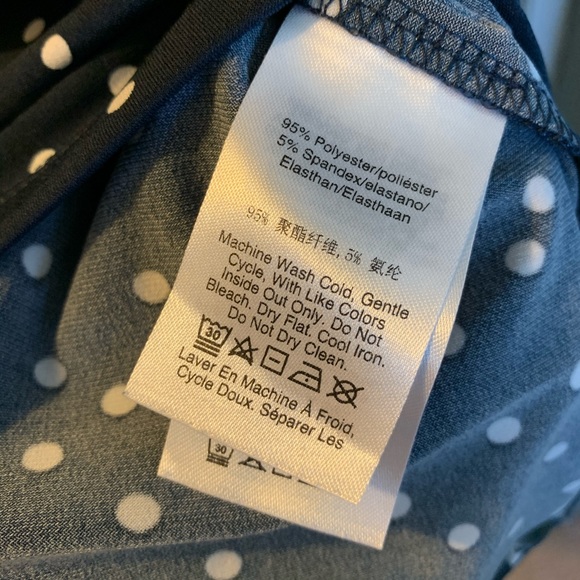 95% Polyester/poliéster
5% Spandex/elastano/
Elasthan/Elasthaan
95% 聚酯纤维, 5% 氨纶
Machine Wash Cold, Gentle
Cycle, With Like Colors
Inside Out Only, Do Not
Bleach, Dry Flat, Cool Iron.
Do Not Dry Clean.
30
Laver En Machine À Froid,
Cycle Doux. Séparer Les
30